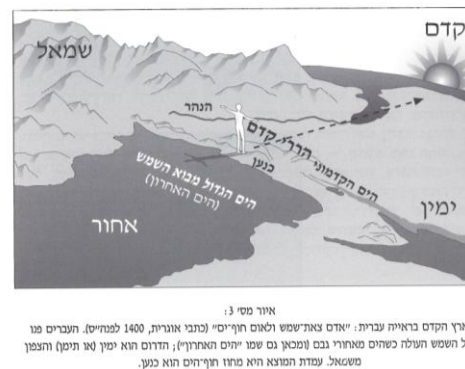 קדם
שמאל
הנהר
הררי קדם
כנען
הים הקדמוני
הים הגדול מבוא השמש
(הים האחרון)
ימין
אחור
איור מס׳ 3:
ארץ הקדם בראייה עברית: "אדם צאת-שמש ולאום חוף-ים" (כתבי אוגרית, 1400 לפנה"ס). העברים פנו
ל השמש העולה כשהים מאחורי גבם (ומכאן גם שמו "הים האחרון"); הדרום הוא ימין (או תימן) והצפון
משמאל. עמדת המוצא היא מחוז חוף-הים הוא כנען.